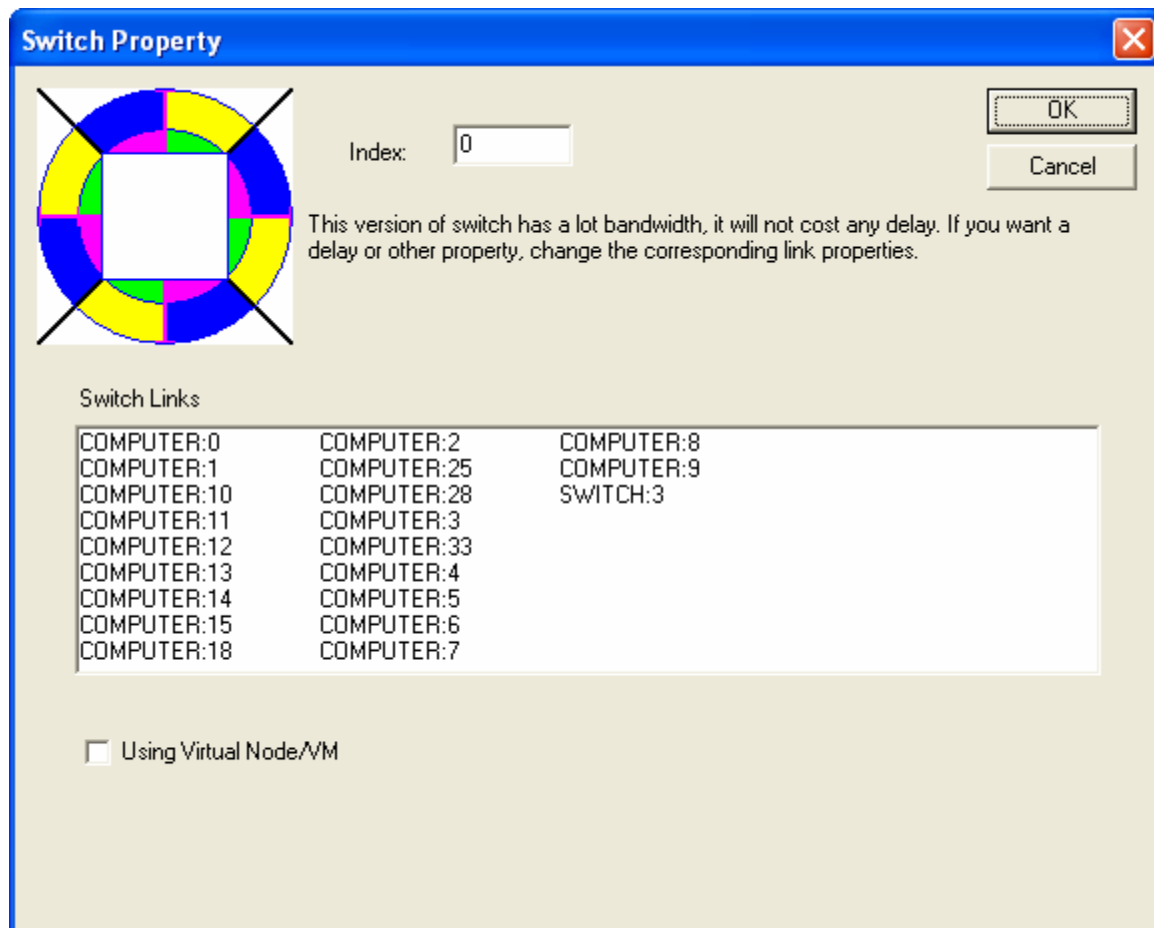 Switch Property
OK
Index: 0
Cancel
This version of switch has a lot bandwidth, it will not cost any delay. If you want a
delay or other property, change the corresponding link properties.
Switch Links
COMPUTER:0 COMPUTER:2 COMPUTER:8
COMPUTER:1 COMPUTER:25 COMPUTER:9
COMPUTER:10 COMPUTER:28 SWITCH:3
COMPUTER:11 COMPUTER:3
COMPUTER:12 COMPUTER:33
COMPUTER:13 COMPUTER:4
COMPUTER:14 COMPUTER:5
COMPUTER:15 COMPUTER:6
COMPUTER:18 COMPUTER:7
Using Virtual Node/VM